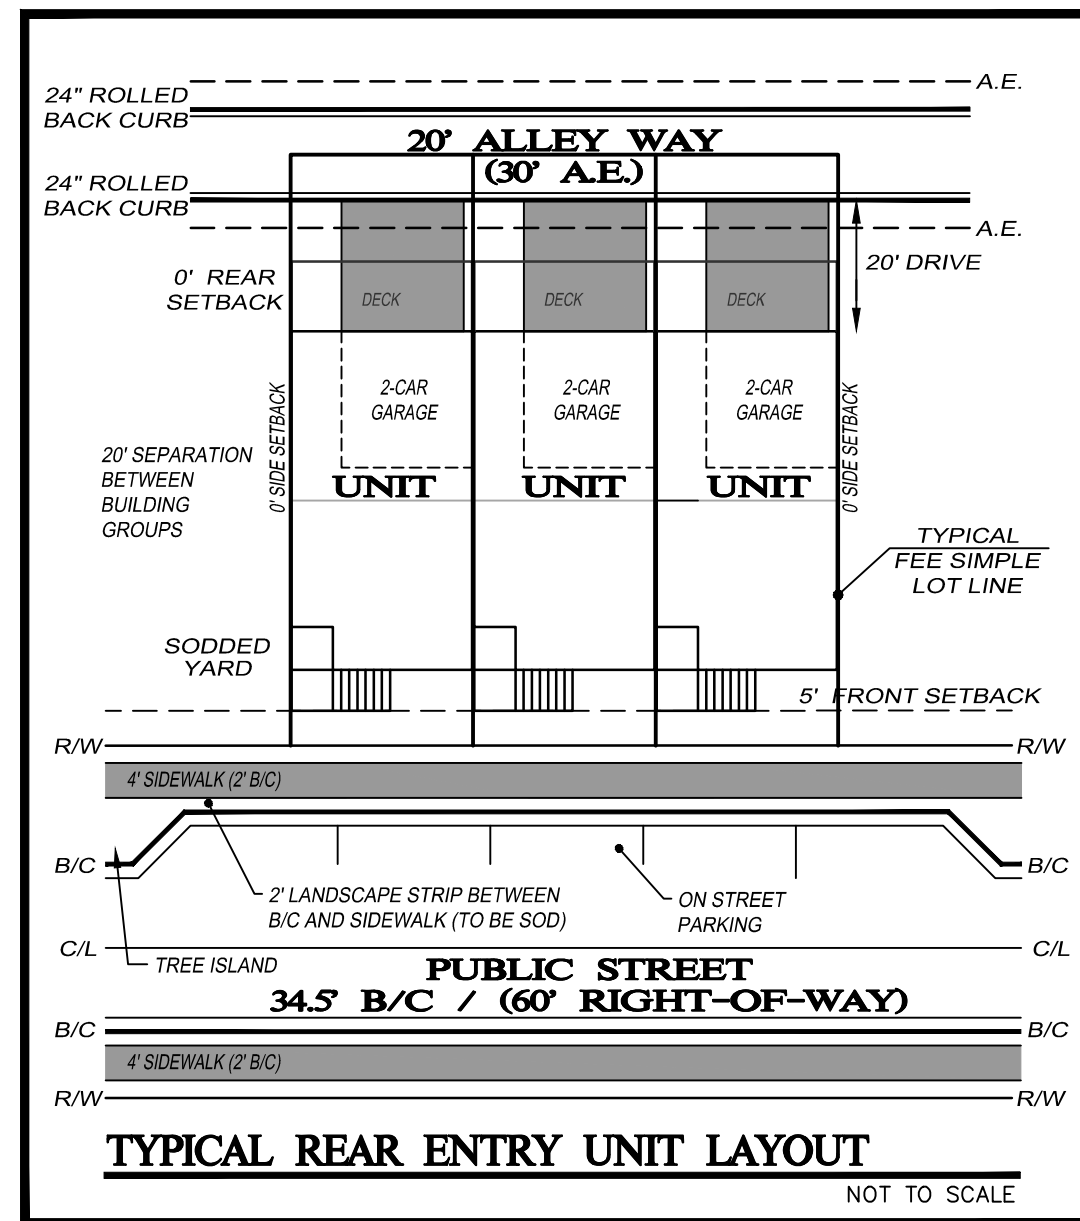 A.E.
24" ROLLED
BACK CURB
20' ALLEY WAY
(30' A.E.)
24" ROLLED
BACK CURB
A.E.
20' DRIVE
0' REAR
SETBACK
DECK
DECK
DECK
2-CAR
GARAGE
2-CAR
GARAGE
2-CAR
GARAGE
0' SIDE SETBACK
0' SIDE SETBACK
20' SEPARATION
BETWEEN
BUILDING
GROUPS
UNIT
UNIT
UNIT
TYPICAL
FEE SIMPLE
LOT LINE
SODDED
YARD
5' FRONT SETBACK
R/W
R/W
4' SIDEWALK (2' B/C)
B/C
B/C
2' LANDSCAPE STRIP BETWEEN
B/C AND SIDEWALK (TO BE SOD)
ON STREET
PARKING
C/L
C/L
TREE ISLAND
PUBLIC STREET
34.5' B/C / (60' RIGHT-OF-WAY)
B/C
B/C
4' SIDEWALK (2' B/C)
R/W
R/W
TYPICAL REAR ENTRY UNIT LAYOUT
NOT TO SCALE